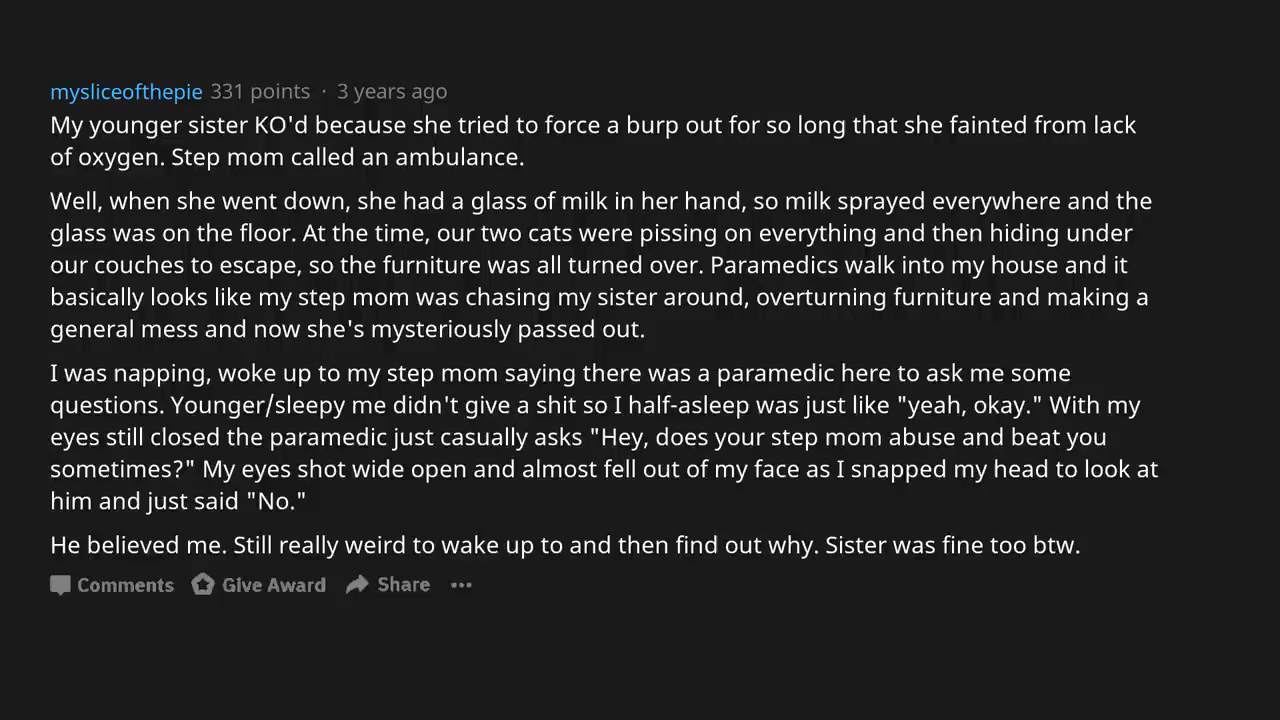 mysliceofthepie 331 points · 3 years ago
My younger sister KO'd because she tried to force a burp out for so long that she fainted from lack
of oxygen. Step mom called an ambulance.
Well, when she went down, she had a glass of milk in her hand, so milk sprayed everywhere and the
glass was on the floor. At the time, our two cats were pissing on everything and then hiding under
our couches to escape, so the furniture was all turned over. Paramedics walk into my house and it
basically looks like my step mom was chasing my sister around, overturning furniture and making a
general mess and now she's mysteriously passed out.
I was napping, woke up to my step mom saying there was a paramedic here to ask me some
questions. Younger/sleepy me didn't give a shit so I half-asleep was just like "yeah, okay." With my
eyes still closed the paramedic just casually asks "Hey, does your step mom abuse and beat you
sometimes?" My eyes shot wide open and almost fell out of my face as I snapped my head to look at
him and just said "No."
He believed me. Still really weird to wake up to and then find out why. Sister was fine too btw.
Comments Give Award Share ···